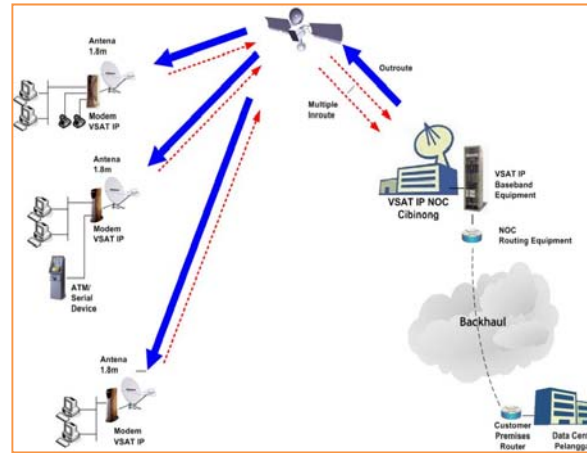 Antena
1.8m
Modem
VSAT IP
Antena
1.8m
Modem
VSAT IP
ATM/
Serial
Device
Antena
1.8m
Modem
VSAT IP
Outroute
Multiple
Inroute
VSAT IP NOC
Cibinong
VSAT IP
Baseband
Equipment
NOC
Routing Equipment
Backhaul
Customer
Premises
Router
Data Cen
Pelangga